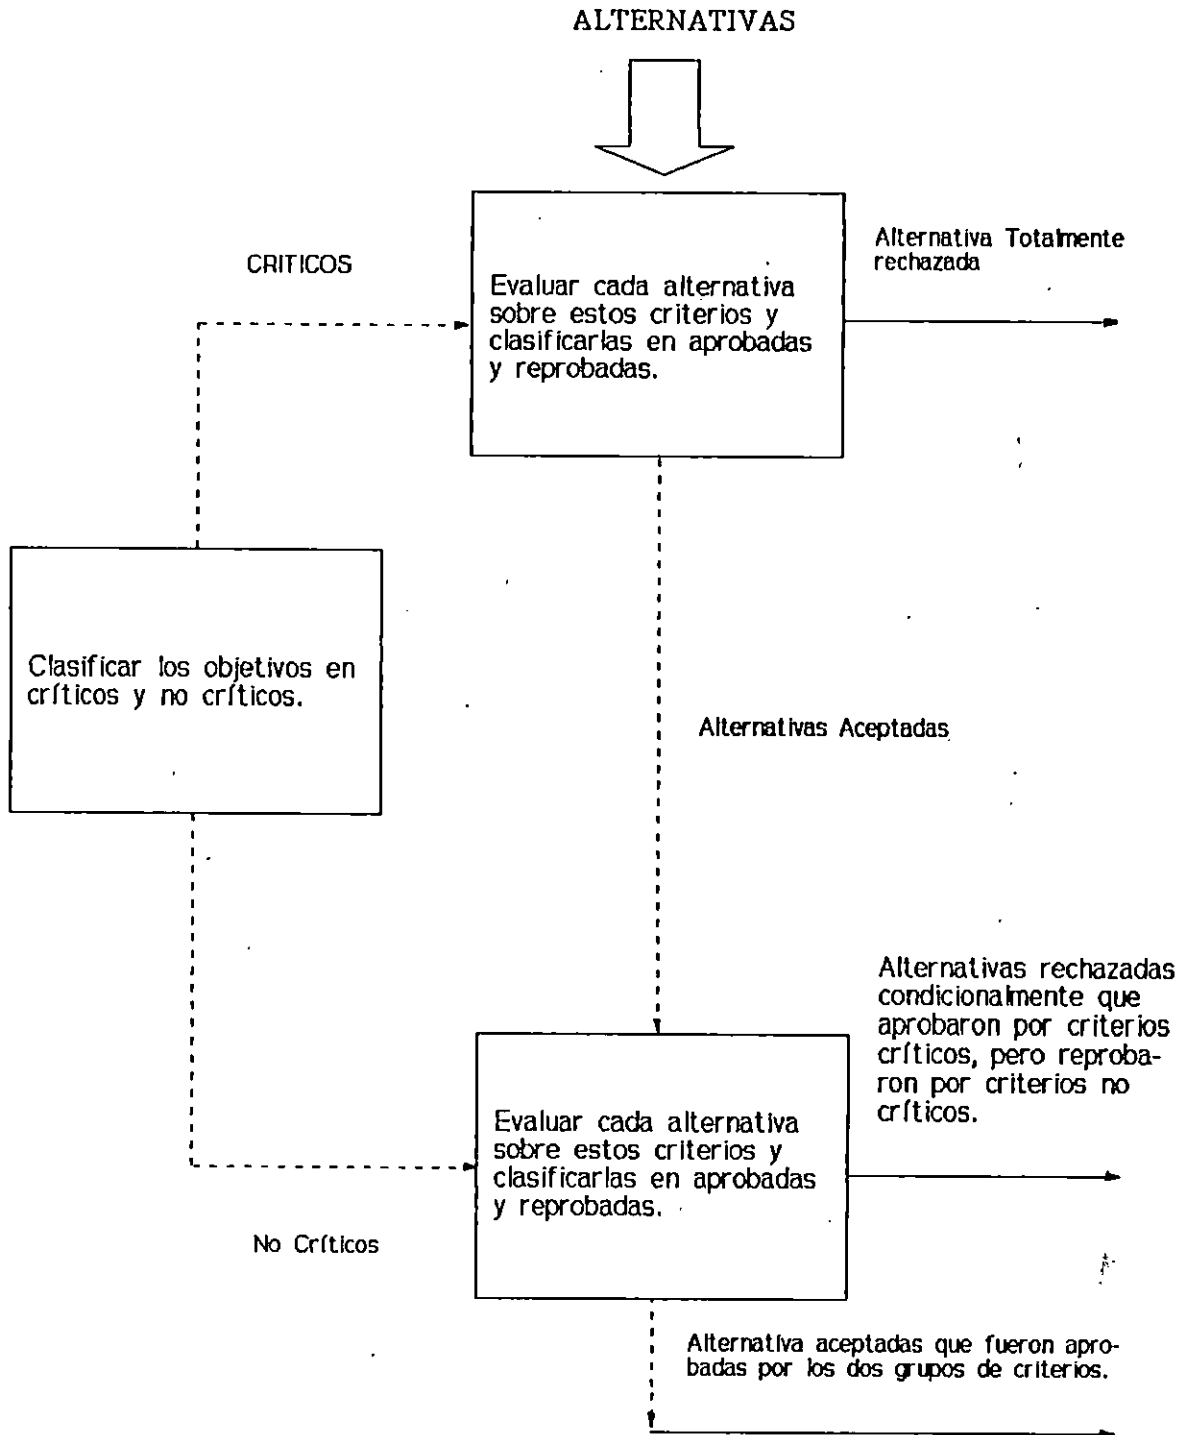 ALTERNATIVAS
CRITICOS
Evaluar cada alternativa
sobre estos criterios y
clasificarlas en aprobadas
y reprobadas.
Alternativa Totalmente
rechazada
Clasificar los objetivos en
críticos y no críticos.
Alternativas Aceptadas
No Críticos
Evaluar cada alternativa
sobre estos criterios y
clasificarlas en aprobadas
y reprobadas.
Alternativas rechazadas
condicionalmente que
aprobaron por criterios
críticos, pero reproba-
ron por criterios no
críticos.
Alternativa aceptadas que fueron apro-
badas por los dos grupos de criterios.